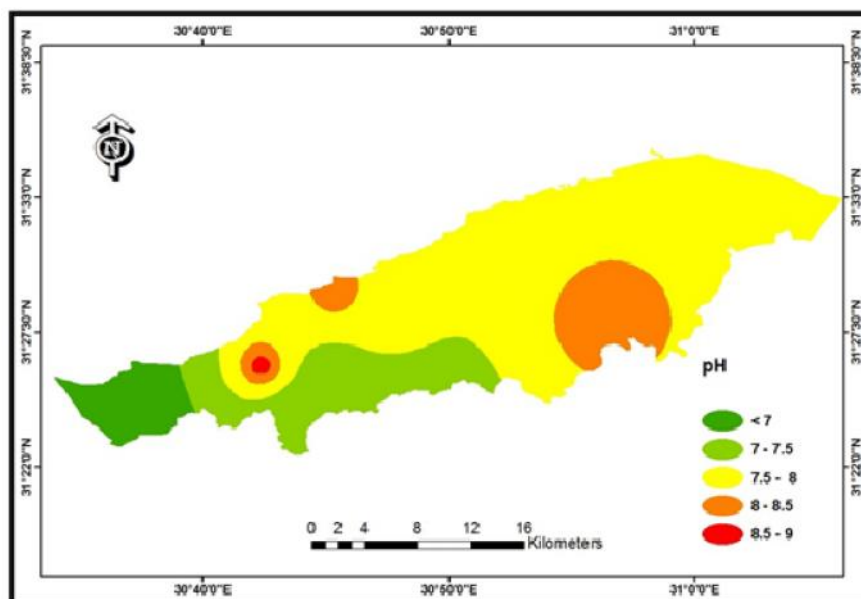 30°40'0"E 30°50'0"E 31°0'0"E
31°38'30"N 31°38'30"N
N
31°33'0"N 31°33'0"N
31°27'30"N 31°27'30"N
pH
< 7
7 - 7.5
31°22'0"N 31°22'0"N
7.5 - 8
8 - 8.5
8.5 - 9
0 2 4 8 12 16
Kilometers
30°40'0"E 30°50'0"E 31°0'0"E